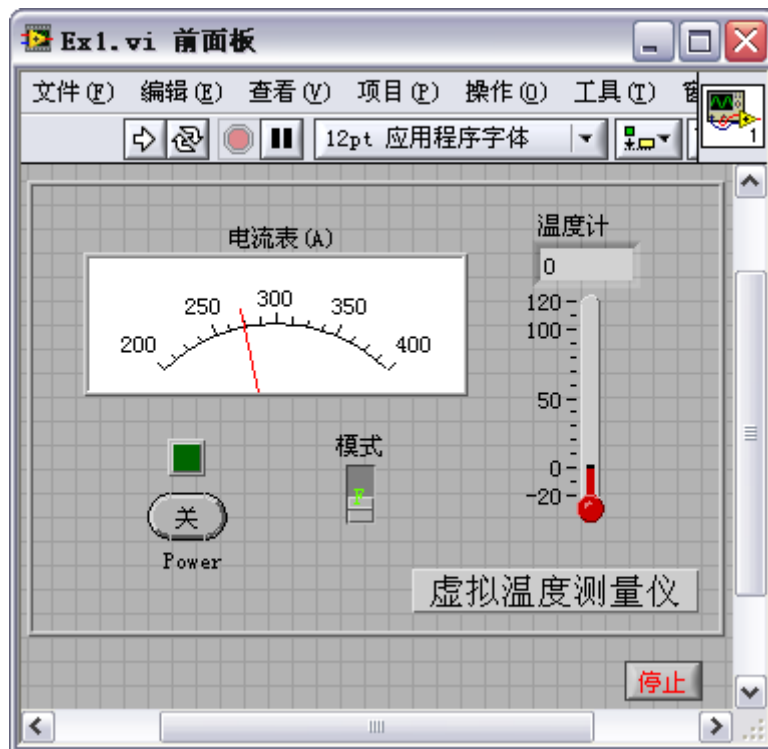 Ex1.vi 前面板
文件(F) 编辑(E) 查看(V) 项目(P) 操作(O) 工具(T)
12pt 应用程序字体
1
电流表(A)
200 250 300 350 400
温度计
0
120
100
50
0
-20
模式
F
关
Power
虚拟温度测量仪
停止